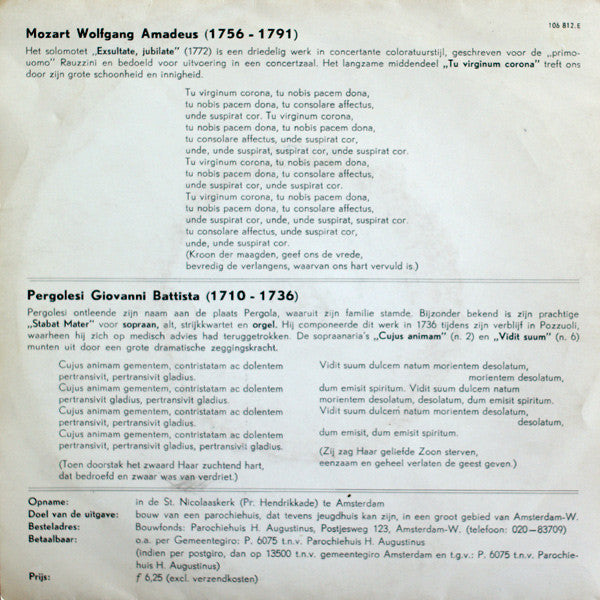 106 812.E
Mozart Wolfgang Amadeus (1756 - 1791)
Het solomotet „Exsultate, jubilate" (1772) is een driedelig werk in concertante coloratuurstijl, geschreven voor de „primo-
uomo" Rauzzini en bedoeld voor uitvoering in een concertzaal. Het langzame middendeel „Tu virginum corona" treft ons
door zijn grote schoonheid en innigheid.
Tu virginum corona, tu nobis pacem dona,
tu nobis pacem dona, tu consolare affectus,
unde suspirat cor. Tu virginum corona,
tu nobis pacem dona, tu nobis pacem dona,
tu consolare affectus, unde suspirat cor,
unde, unde suspirat, suspirat cor, unde suspirat cor.
Tu virginum corona, tu nobis pacem dona,
tu nobis pacem dona, tu consolare affectus,
unde suspirat cor, unde suspirat cor.
Tu virginum corona, tu nobis pacem dona,
tu nobis pacem dona, tu consolare affectus,
unde suspirat cor, unde, unde suspirat, suspirat cor.
tu consolare affectus, unde suspirat cor,
unde, unde suspirat cor.
(Kroon der maagden, geef ons de vrede,
bevredig de verlangens, waarvan ons hart vervuld is.)
Pergolesi Giovanni Battista (1710 - 1736)
Pergolesi ontleende zijn naam aan de plaats Pergola, waaruit zijn familie stamde. Bijzonder bekend is zijn prachtige
„Stabat Mater" voor sopraan, alt, strijkkwartet en orgel. Hij componeerde dit werk in 1736 tijdens zijn verblijf in Pozzuoli,
waarheen hij zich op medisch advies had teruggetrokken. De sopraanaria's „Cujus animam" (n. 2) en „Vidit suum" (n. 6)
munten uit door een grote dramatische zeggingskracht.
Cujus animam gementem, contristatam ac dolentem
pertransivit, pertransivit gladius.
Cujus animam gementem, contristatam ac dolentem
pertransivit gladius, pertransivit gladius.
Cujus animam gementem, contristatam ac dolentem
pertransivit, pertransivit gladius.
Cujus animam gementem, contristatam ac dolentem
pertransivit, pertransivit gladius, pertransivit gladius.
(Toen doorstak het zwaard Haar zuchtend hart,
dat bedroefd en zwaar was van verdriet.)
Vidit suum dulcem natum morientem desolatum,
morientem desolatum,
dum emisit spiritum. Vidit suum dulcem natum
morientem desolatum, desolatum, dum emisit spiritum.
Vidit suum dulcem natum morientem desolatum,
desolatum,
dum emisit, dum emisit spiritum.
(Zij zag Haar geliefde Zoon sterven,
eenzaam en geheel verlaten de geest geven.)
Opname: in de St. Nicolaaskerk (Pr. Hendrikkade) te Amsterdam
Doel van de uitgave: bouw van een parochiehuis, dat tevens jeugdhuis kan zijn, in een groot gebied van Amsterdam-W.
Besteladres: Bouwfonds: Parochiehuis H. Augustinus, Postjesweg 123, Amsterdam-W. (telefoon: 020-83709)
Betaalbaar: o.a. per Gemeentegiro: P. 6075 t.n.v. Parochiehuis H. Augustinus
(indien per postgiro, dan op 13500 t.n.v. gemeentegiro Amsterdam en t.g.v.: P. 6075 t.n.v. Parochie-
huis H. Augustinus)
Prijs: f 6,25 (excl. verzendkosten)